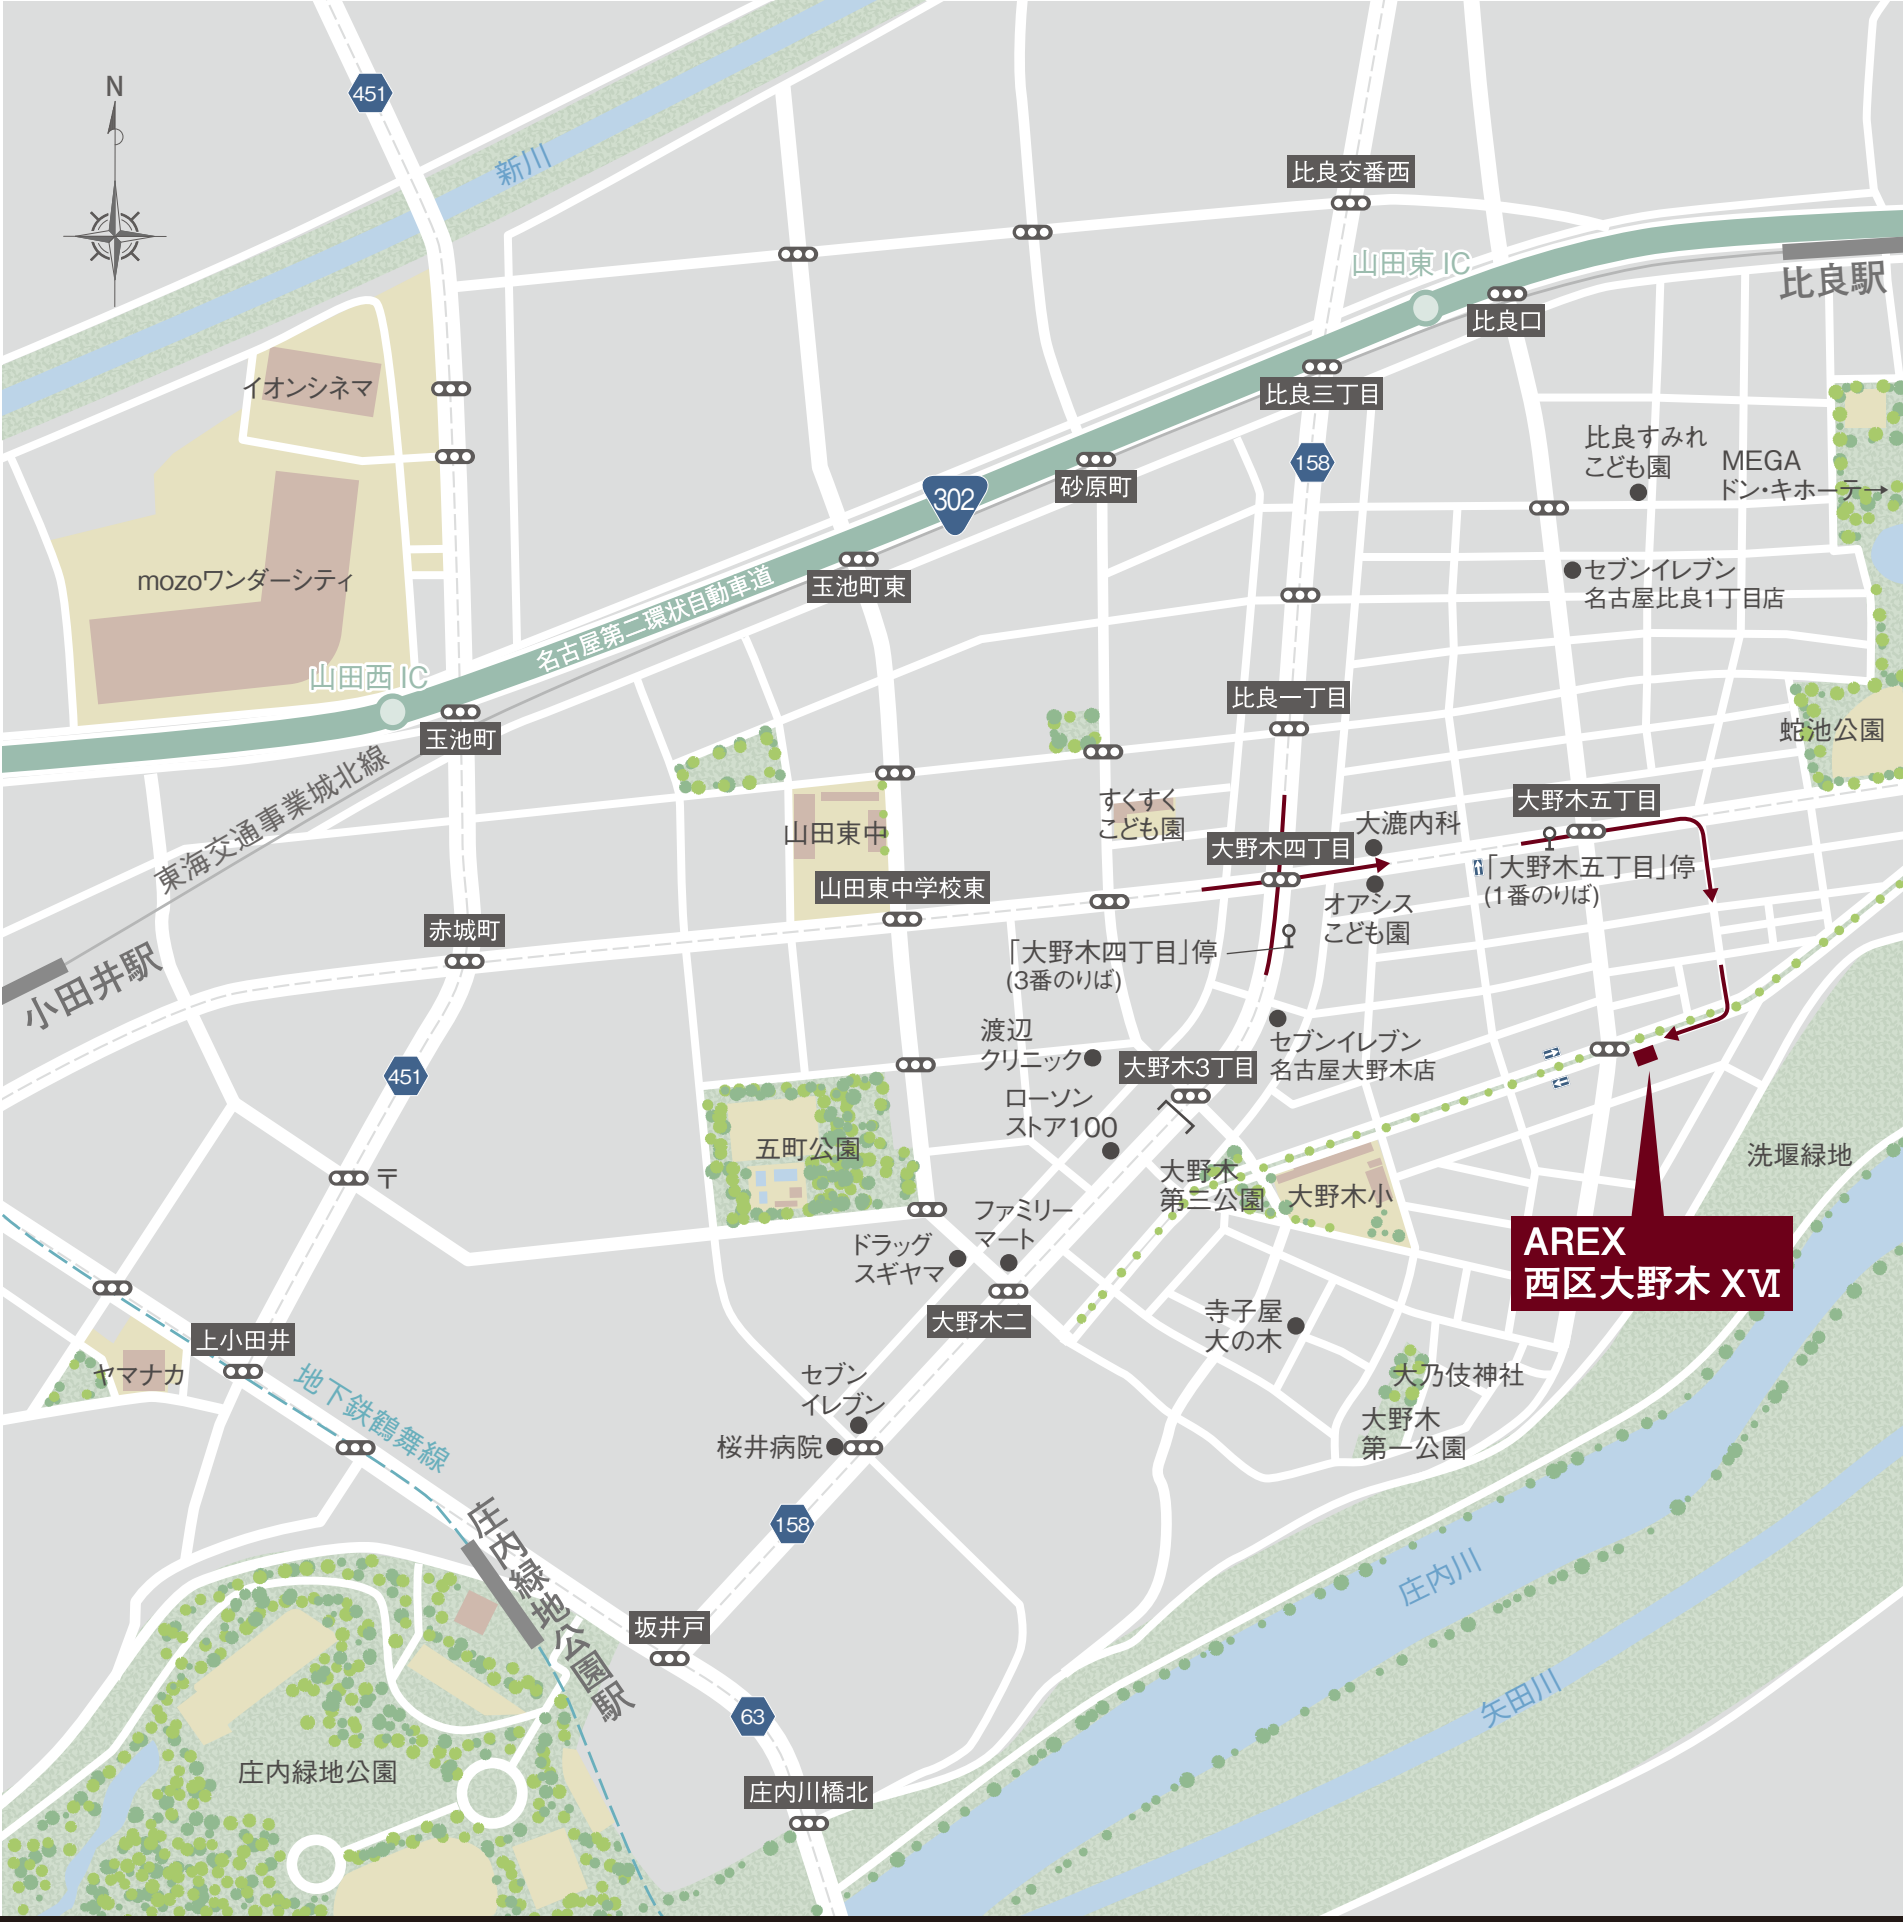 N
451
新川
比良交番西
山田東 IC
比良口
比良駅
イオンシネマ
比良三丁目
158
比良すみれ
こども園
MEGA
ドン・キホーテ→
302
砂原町
mozoワンダーシティ
玉池町東
セブンイレブン
名古屋比良1丁目店
名古屋第二環状自動車道
山田西 IC
玉池町
比良一丁目
蛇池公園
東海交通事業城北線
山田東中
すくすく
こども園
大野木四丁目
大漉内科
大野木五丁目
「大野木五丁目」停
(1番のりば)
山田東中学校東
オアシス
こども園
赤城町
「大野木四丁目」停
(3番のりば)
小田井駅
渡辺
クリニック
セブンイレブン
名古屋大野木店
大野木3丁目
451
ローソン
ストア100
五町公園
〒
大野木
第三公園
大野木小
洗堰緑地
ファミリー
マート
ドラッグ
スギヤマ
AREX
西区大野木 XⅥ
大野木二
寺子屋
大の木
上小田井
ヤマナカ
地下鉄鶴舞線
セブン
イレブン
桜井病院
大乃伎神社
大野木
第一公園
158
庄内緑地公園駅
庄内川
坂井戸
矢田川
63
庄内緑地公園
庄内川橋北